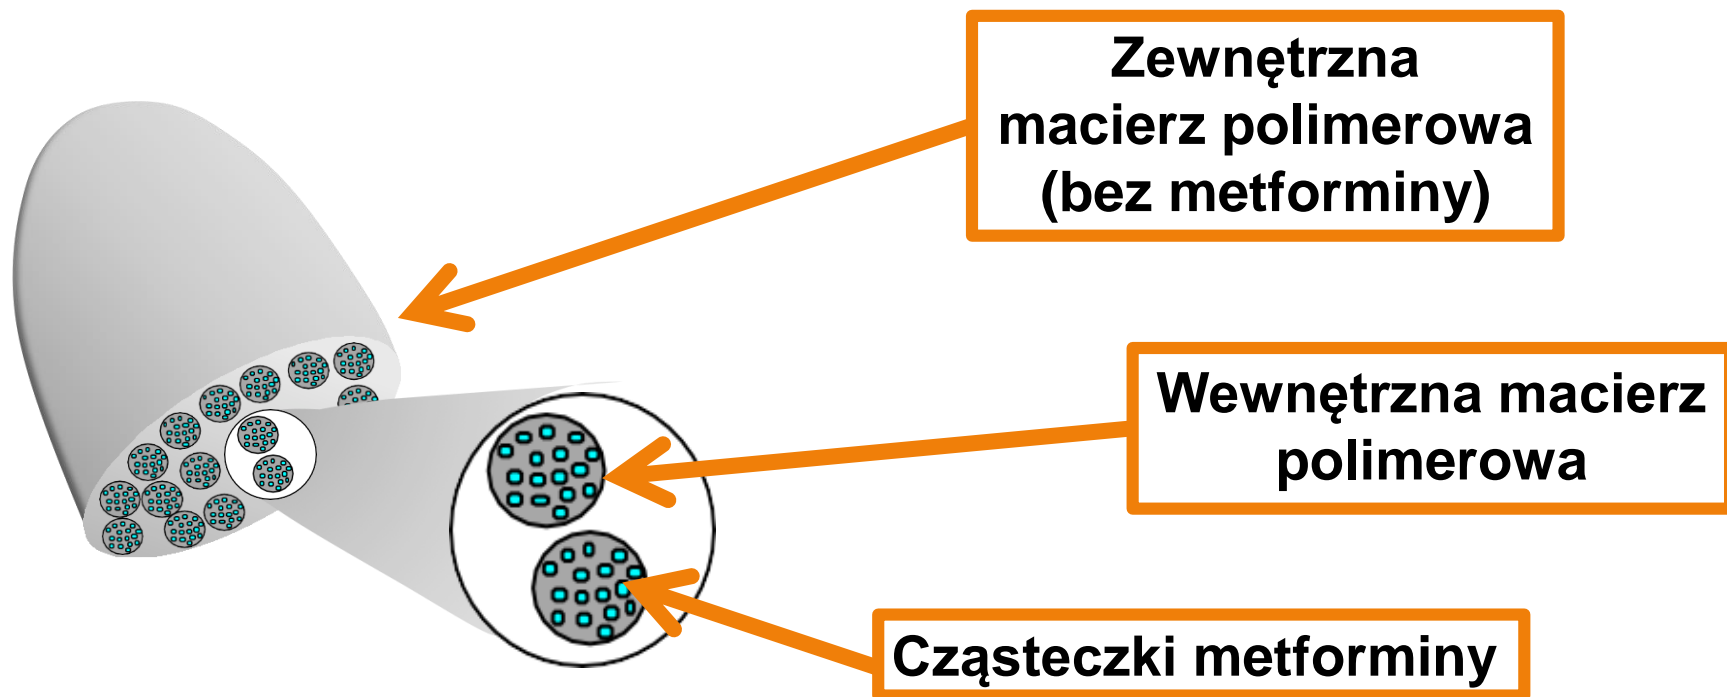 Zewnętrzna
macierz polimerowa
(bez metforminy)
Wewnętrzna macierz
polimerowa
Cząsteczki metforminy